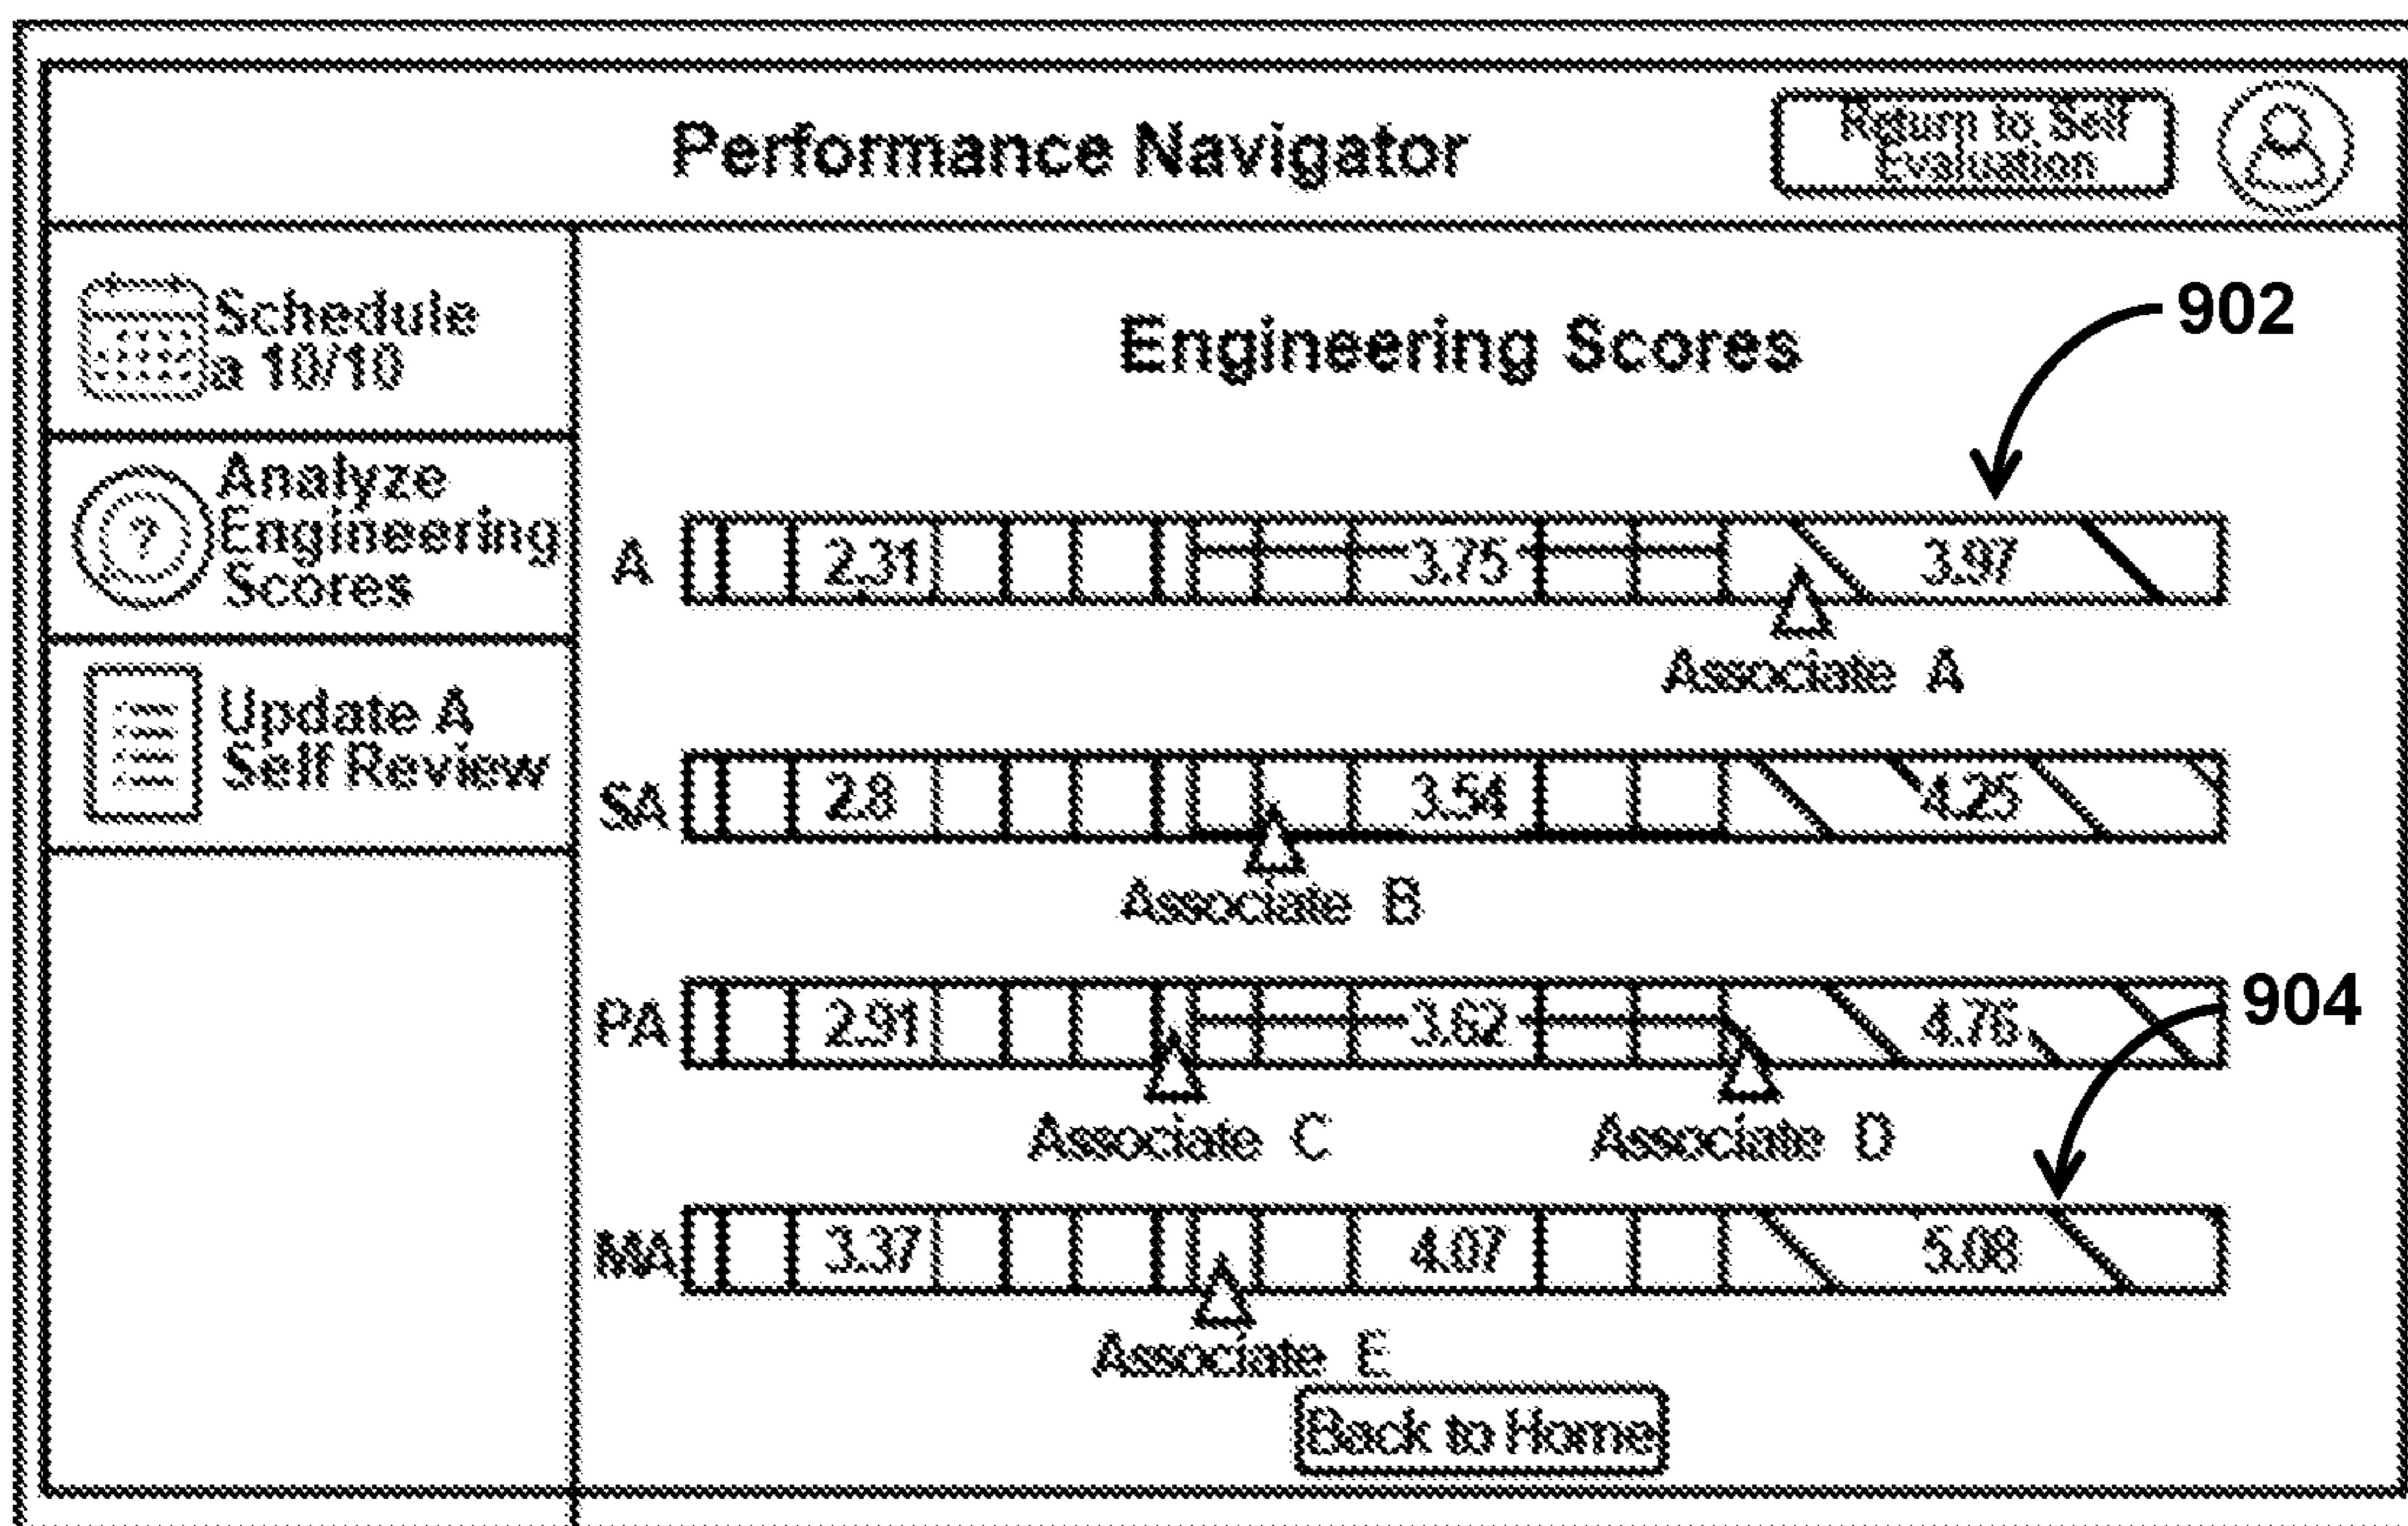 Performance Navigator
Return to Self
Evaluation
Schedule
a 10/10
Analyze
Engineering
Scores
?
Update A
Self Review
Engineering Scores
902
A 2.31 3.75 3.97
Associate A
SA 2.8 3.54 4.25
Associate B
PA 2.91 3.62 4.76
904
Associate C Associate D
MA 3.37 4.07 5.08
Associate E
Back to Home